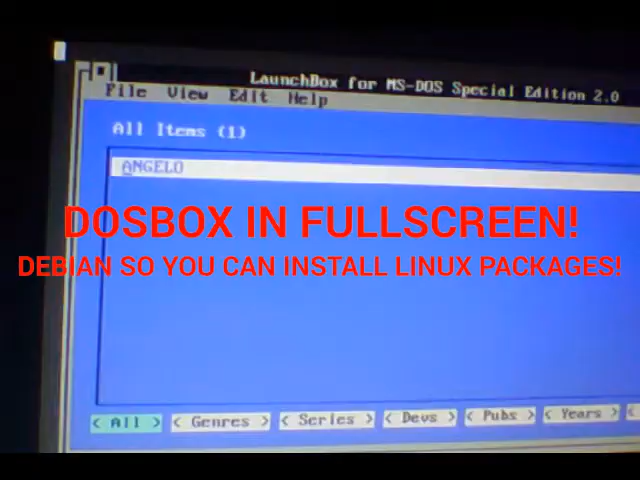 LaunchBox for MS-DOS Special Edition 2.0
File View Edit Help
All Items (1)
ANGELO
DOSBOX IN FULLSCREEN!
DEBIAN SO YOU CAN INSTALL LINUX PACKAGES!
< All > < Genres > < Series > < Devs > < Pubs > < Years > <